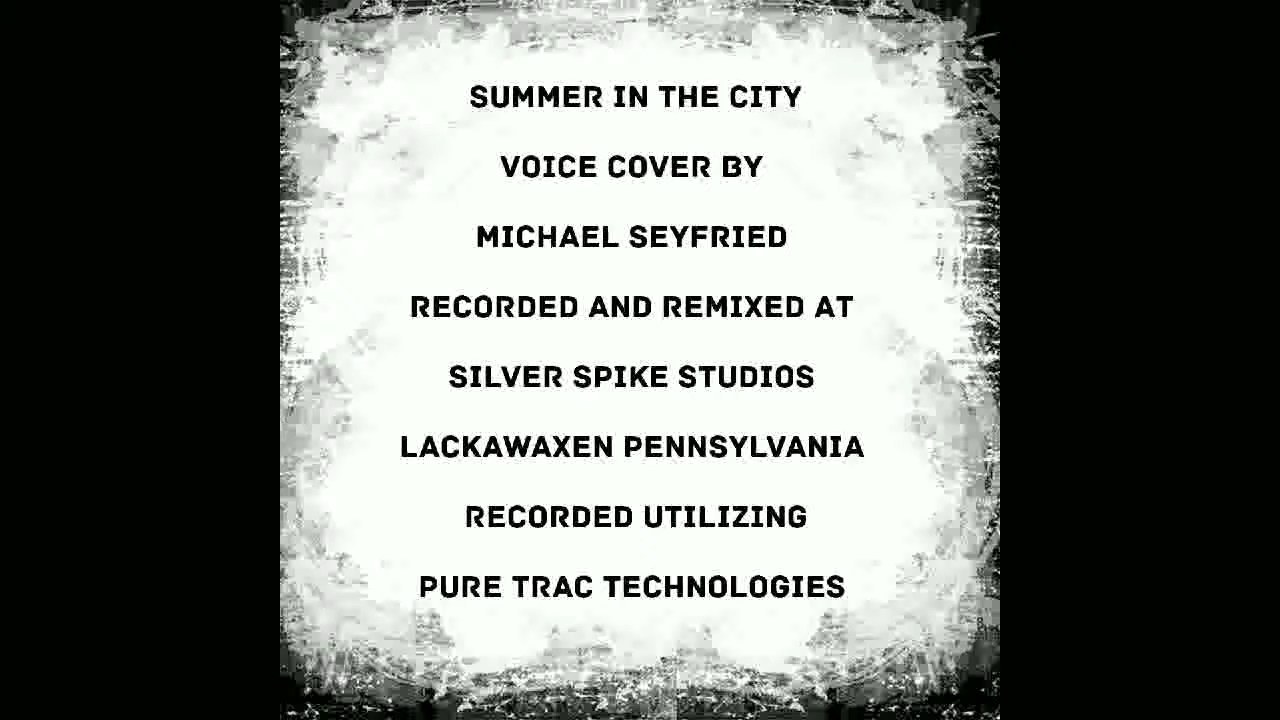 SUMMER IN THE CITY
VOICE COVER BY
MICHAEL SEYFRIED
RECORDED AND REMIXED AT
SILVER SPIKE STUDIOS
LACKAWAXEN PENNSYLVANIA
RECORDED UTILIZING
PURE TRAC TECHNOLOGIES